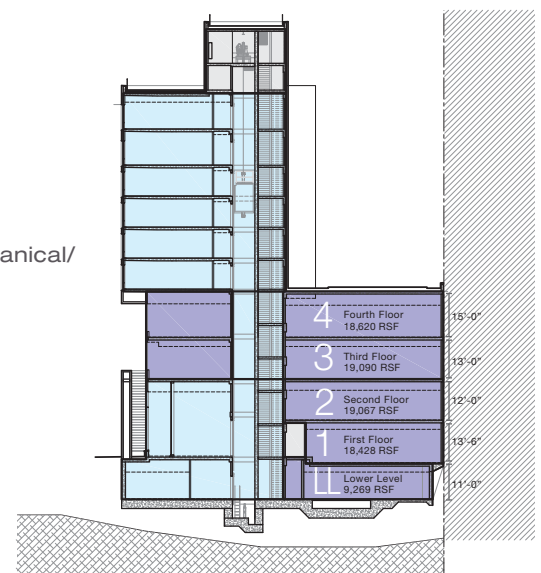 anical/
4 Fourth Floor
18,620 RSF
15'-0"
3 Third Floor
19,090 RSF
13'-0"
2 Second Floor
19,067 RSF
12'-0"
1 First Floor
18,428 RSF
13'-6"
LL Lower Level
9,269 RSF
11'-0"